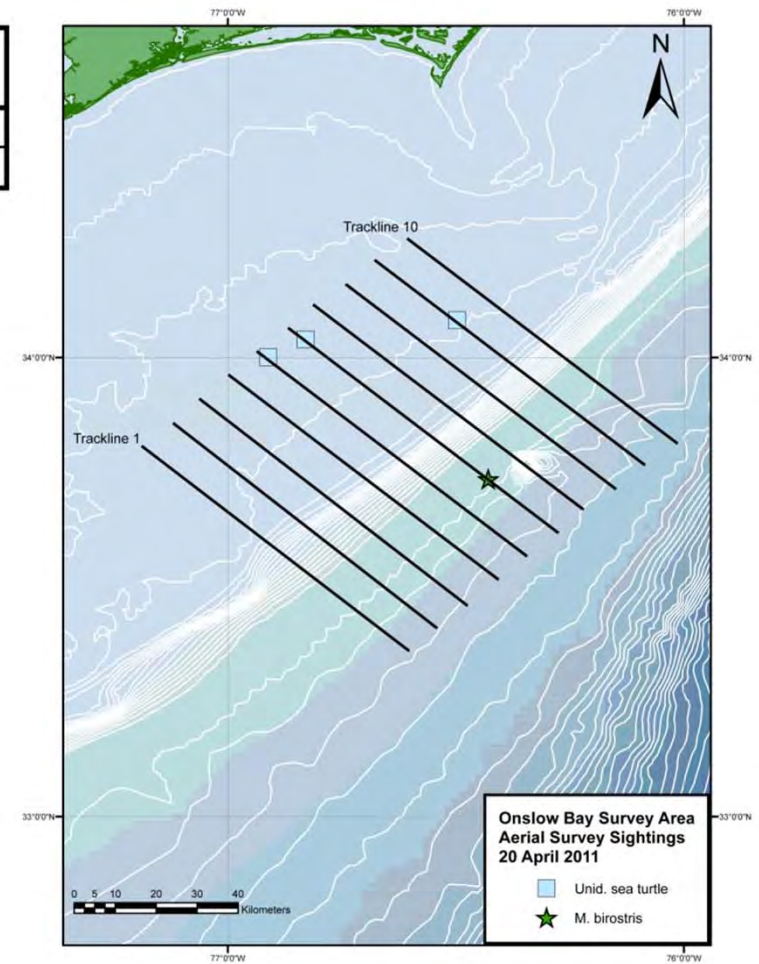 77°0'0"W
76°0'0"W
N
Trackline 10
34°0'0"N
34°0'0"N
Trackline 1
33°0'0"N
33°0'0"N
Onslow Bay Survey Area
Aerial Survey Sightings
20 April 2011
Unid. sea turtle
M. birostris
0 5 10 20 30 40
Kilometers
77°0'0"W
76°0'0"W